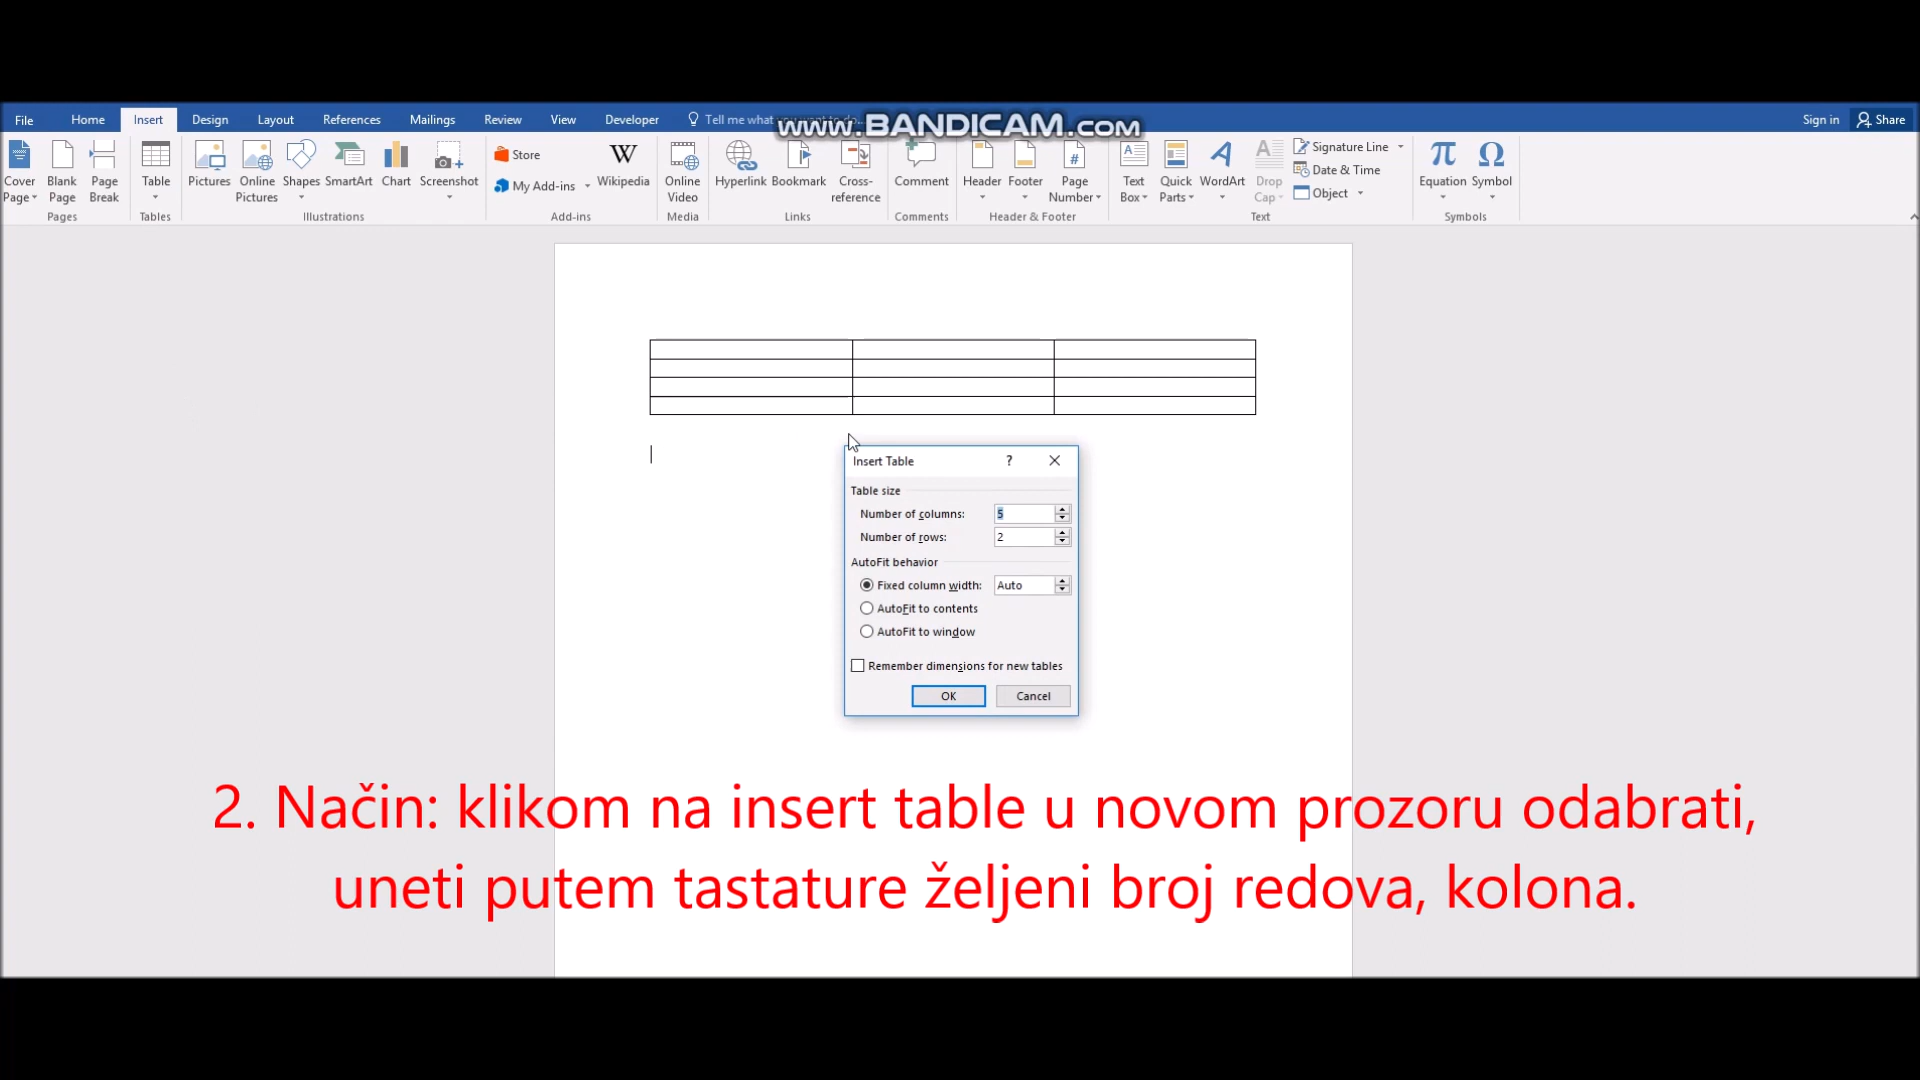 File Home Insert Design Layout References Mailings Review View Developer Tell me what www.BANDICAM.com Sign in Share
Cover Page Blank Page Page Break
Pages
Table
Tables
Pictures Online Pictures Shapes SmartArt Chart Screenshot
Illustrations
Store
My Add-ins
Wikipedia
Add-ins
Online Video
Media
Hyperlink Bookmark Cross-reference
Links
Comment
Comments
Header Footer Page Number
Header & Footer
Text Box Quick Parts WordArt Drop Cap
Signature Line
Date & Time
Object
Text
Equation Symbol
Symbols
Insert Table ?
Table size
Number of columns: 5
Number of rows: 2
AutoFit behavior
Fixed column width: Auto
AutoFit to contents
AutoFit to window
Remember dimensions for new tables
OK Cancel
2. Način: klikom na insert table u novom prozoru odabrati,
uneti putem tastature željeni broj redova, kolona.